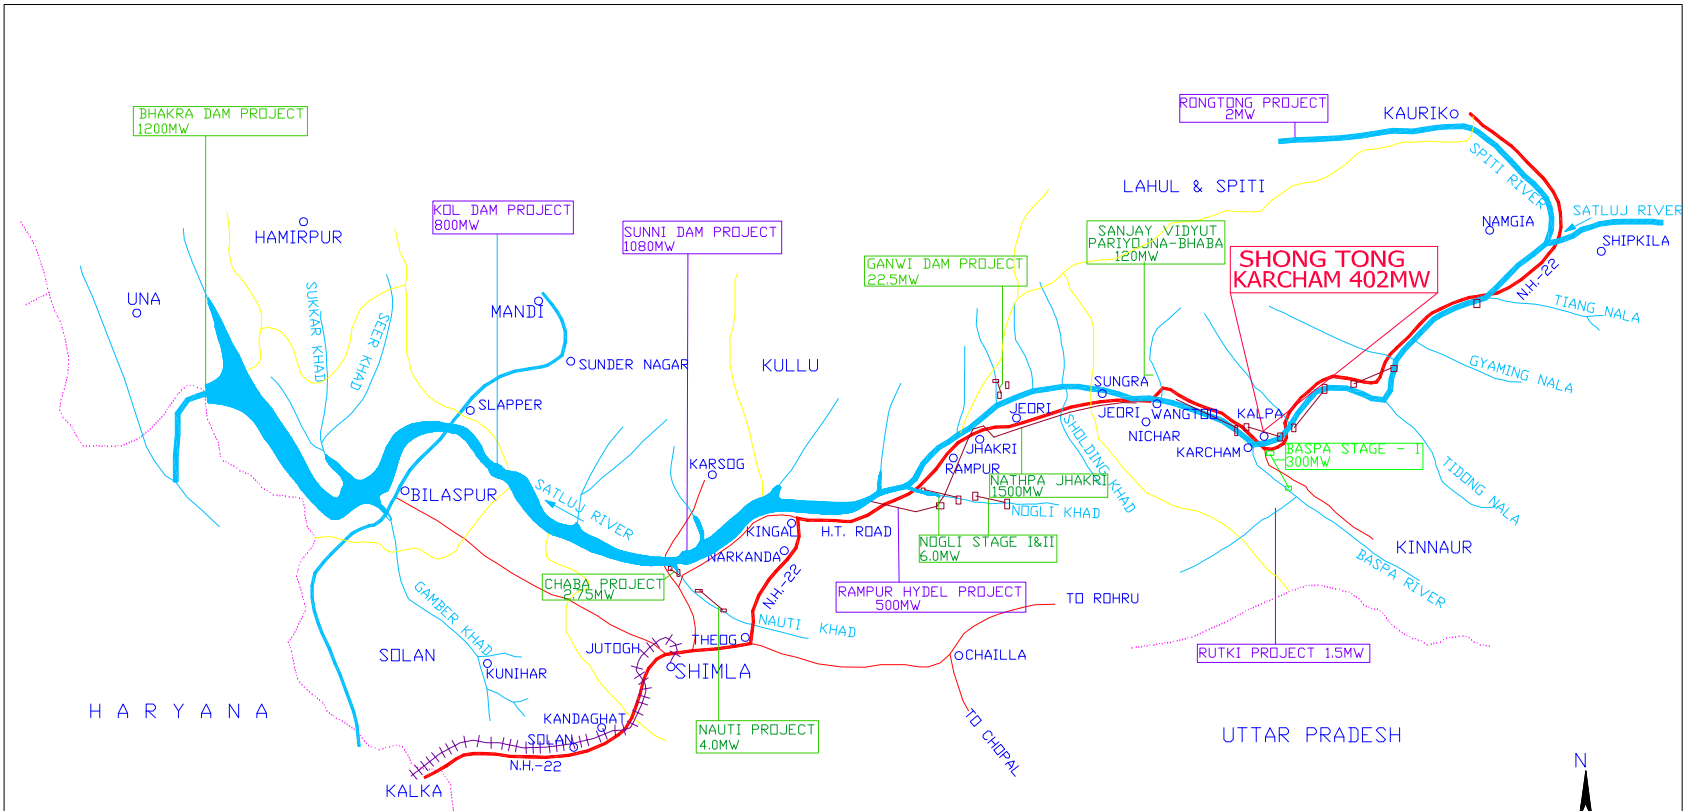 BHAKRA DAM PROJECT
1200MW
RONGTONG PROJECT
2MW
KAURIK
SPITI RIVER
LAHUL & SPITI
KOL DAM PROJECT
800MW
SUNNI DAM PROJECT
1080MW
SANJAY VIDYUT
PARIYOJNA-BHABA
120MW
SATLUJ RIVER
NAMGIA
SHIPKILA
HAMIRPUR
SHONG TONG
KARCHAM 402MW
GANWI DAM PROJECT
22.5MW
N.H.-22
UNA
SUKKAR KHAD
SEER KHAD
MANDI
TIANG NALA
SUNDER NAGAR
KULLU
GYAMING NALA
SLAPPER
SUNGRA
JEORI
JEORI
WANGTOO
KALPA
NICHAR
SHOLDING KHAD
JHAKRI
RAMPUR
KARCHAM
BASPA STAGE - I
300MW
KARSOG
TIDONG NALA
NATHPA JHAKRI
1500MW
BILASPUR
SATLUJ RIVER
NOGLI KHAD
KINGAL
H.T. ROAD
NOGLI STAGE I&II
6.0MW
KINNAUR
NARKANDA
BASPA RIVER
CHABA PROJECT
2.75MW
N.H.-22
RAMPUR HYDEL PROJECT
500MW
TO ROHRU
GAMBER KHAD
NAUTI KHAD
THEOG
JUTOGH
SOLAN
CHAILLA
RUTKI PROJECT 1.5MW
KUNIHAR
SHIMLA
HARYANA
KANDAGHAT
SOLAN
NAUTI PROJECT
4.0MW
TO CHOPAL
UTTAR PRADESH
N.H.-22
KALKA
N